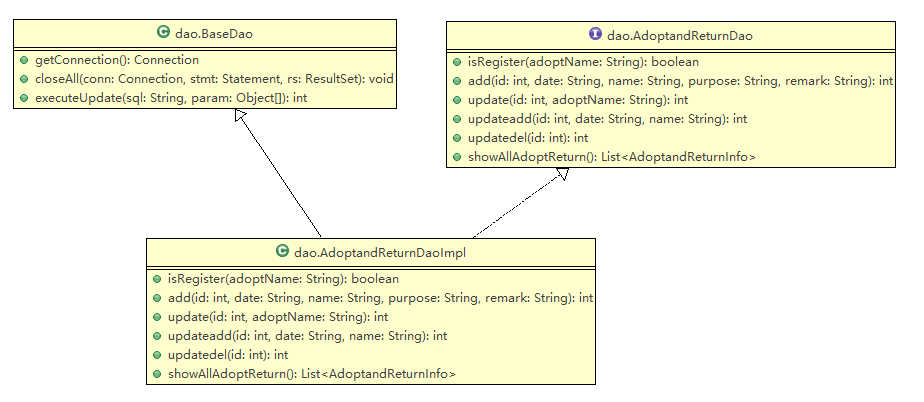 C dao.BaseDao
getConnection(): Connection
closeAll(conn: Connection, stmt: Statement, rs: ResultSet): void
executeUpdate(sql: String, param: Object[]): int
I dao.AdoptandReturnDao
isRegister(adoptName: String): boolean
add(id: int, date: String, name: String, purpose: String, remark: String): int
update(id: int, adoptName: String): int
updateadd(id: int, date: String, name: String): int
updatedel(id: int): int
showAllAdoptReturn(): List<AdoptandReturnInfo>
C dao.AdoptandReturnDaoImpl
isRegister(adoptName: String): boolean
add(id: int, date: String, name: String, purpose: String, remark: String): int
update(id: int, adoptName: String): int
updateadd(id: int, date: String, name: String): int
updatedel(id: int): int
showAllAdoptReturn(): List<AdoptandReturnInfo>